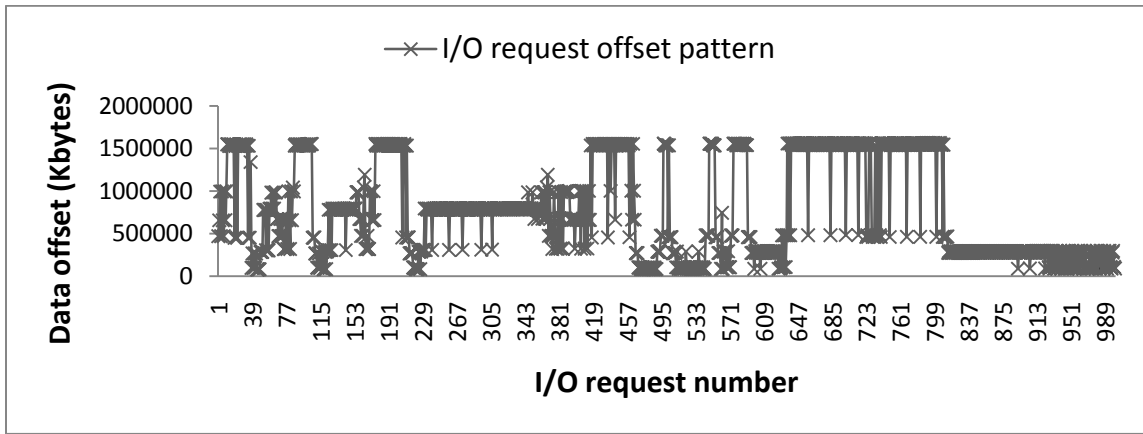 I/O request offset pattern
Data offset (Kbytes)
2000000
1500000
1000000
500000
0
1 39 77 115 153 191 229 267 305 343 381 419 457 495 533 571 609 647 685 723 761 799 837 875 913 951 989
I/O request number